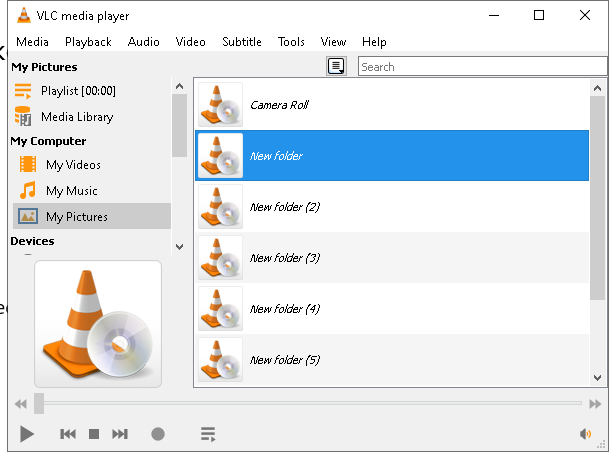 VLC media player
Media Playback Audio Video Subtitle Tools View Help
My Pictures
Search
Playlist [00:00]
Media Library
My Computer
My Videos
My Music
My Pictures
Devices
Camera Roll
New folder
New folder (2)
New folder (3)
New folder (4)
New folder (5)